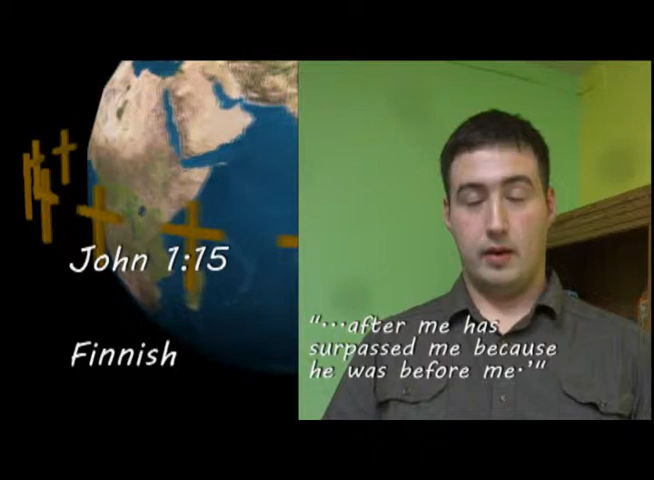 John 1:15
Finnish
"...after me has
surpassed me because
he was before me.'"